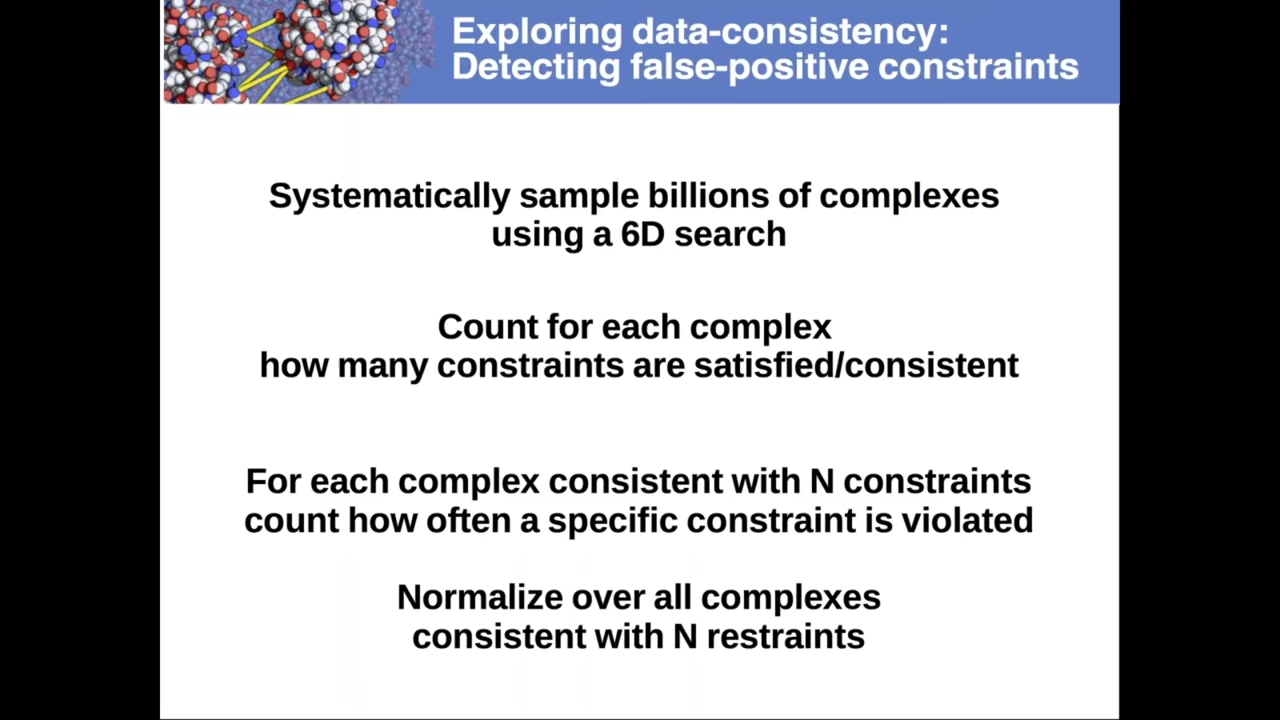 Exploring data-consistency:
Detecting false-positive constraints
Systematically sample billions of complexes
using a 6D search
Count for each complex
how many constraints are satisfied/consistent
For each complex consistent with N constraints
count how often a specific constraint is violated
Normalize over all complexes
consistent with N restraints